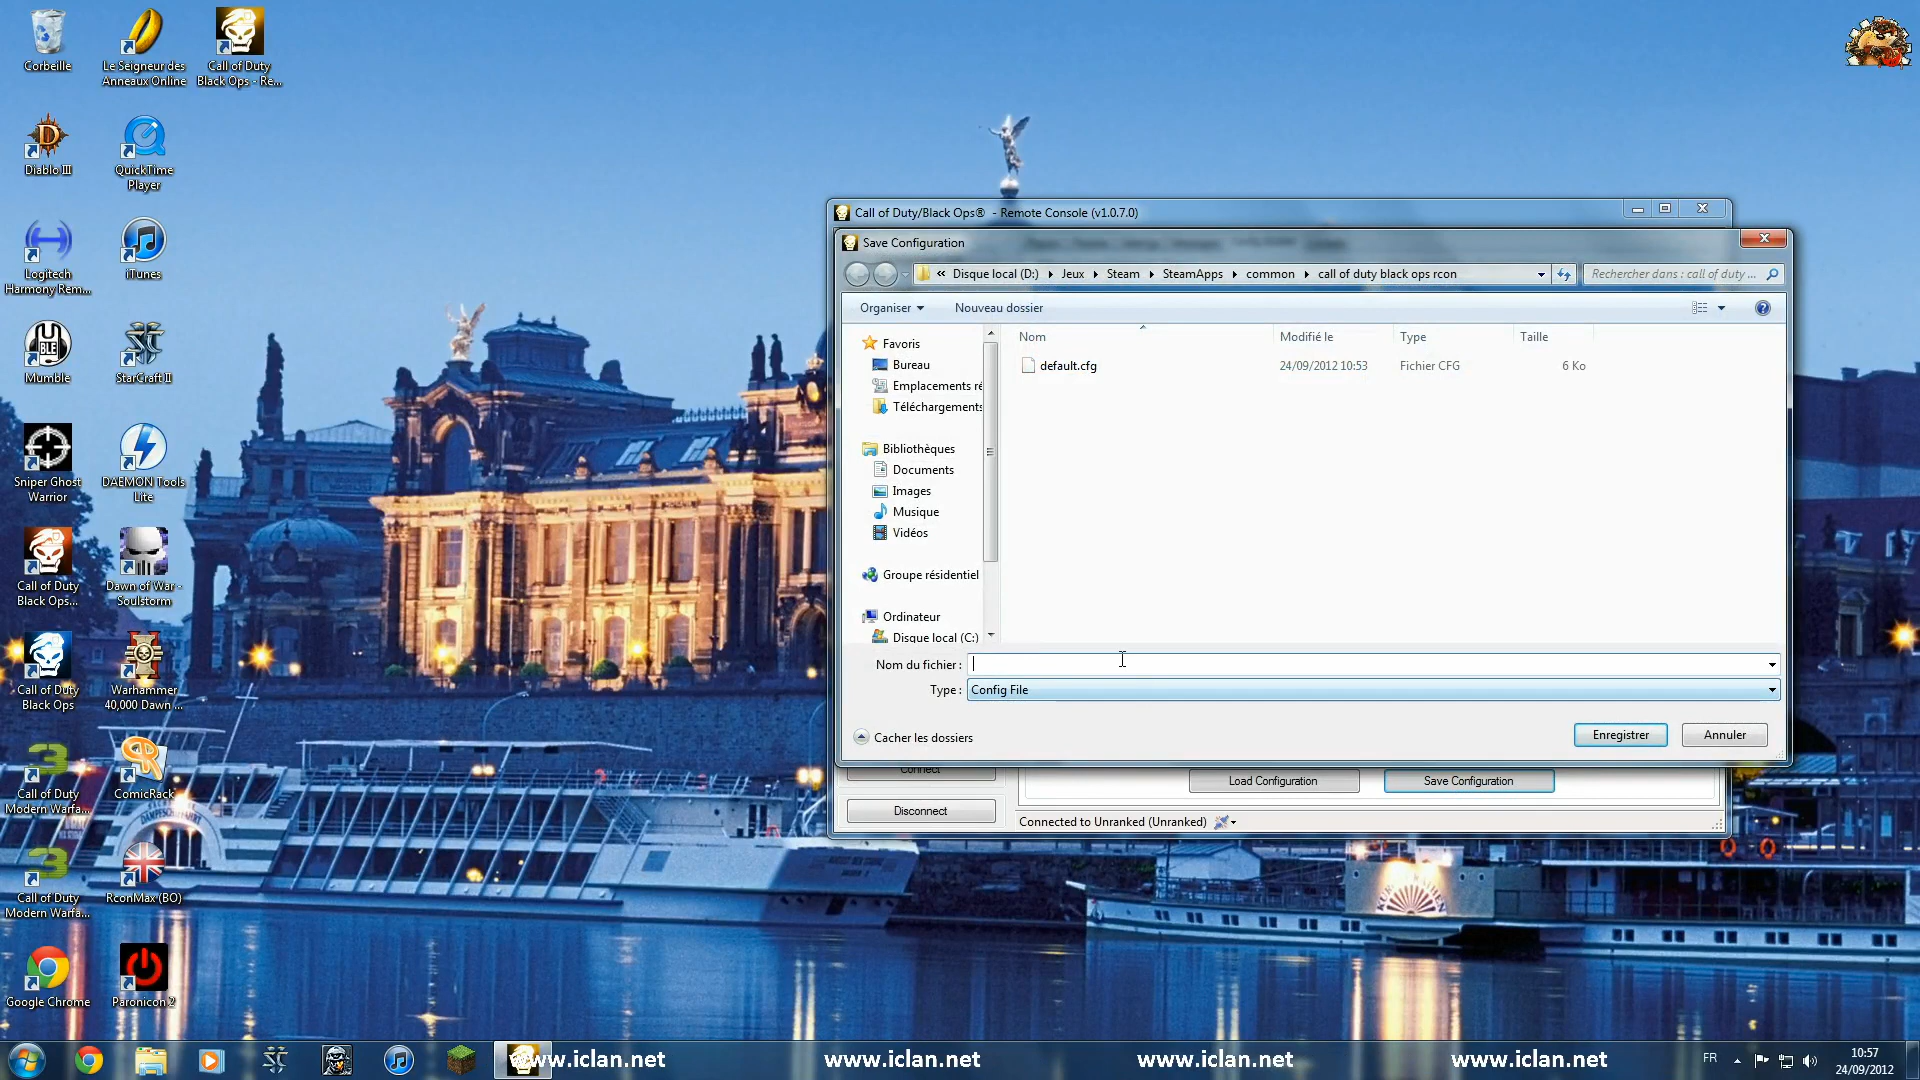 Corbeille
Le Seigneur des
Anneaux Online
Call of Duty
Black Ops - Re...
Diablo III
QuickTime
Player
Logitech
Harmony Rem...
iTunes
Mumble
StarCraft II
Sniper Ghost
Warrior
DAEMON Tools
Lite
Call of Duty
Black Ops...
Dawn of War -
Soulstorm
Call of Duty
Black Ops
Warhammer
40,000 Dawn ...
Call of Duty
Modern Warfa...
ComicRack
Call of Duty
Modern Warfa...
RconMax (BO)
Google Chrome
Paronicon 2
Call of Duty/Black Ops® - Remote Console (v1.0.7.0)
Save Configuration
« Disque local (D:) Jeux Steam SteamApps common call of duty black ops rcon
Rechercher dans : call of duty ...
Organiser Nouveau dossier
Nom Modifié le Type Taille
default.cfg 24/09/2012 10:53 Fichier CFG 6 Ko
Favoris
Bureau
Emplacements ré
Téléchargements
Bibliothèques
Documents
Images
Musique
Vidéos
Groupe résidentiel
Ordinateur
Disque local (C:)
Nom du fichier :
Type : Config File
Cacher les dossiers
Enregistrer Annuler
Connect
Load Configuration Save Configuration
Disconnect
Connected to Unranked (Unranked)
www.iclan.net www.iclan.net www.iclan.net www.iclan.net
FR
10:57
24/09/2012